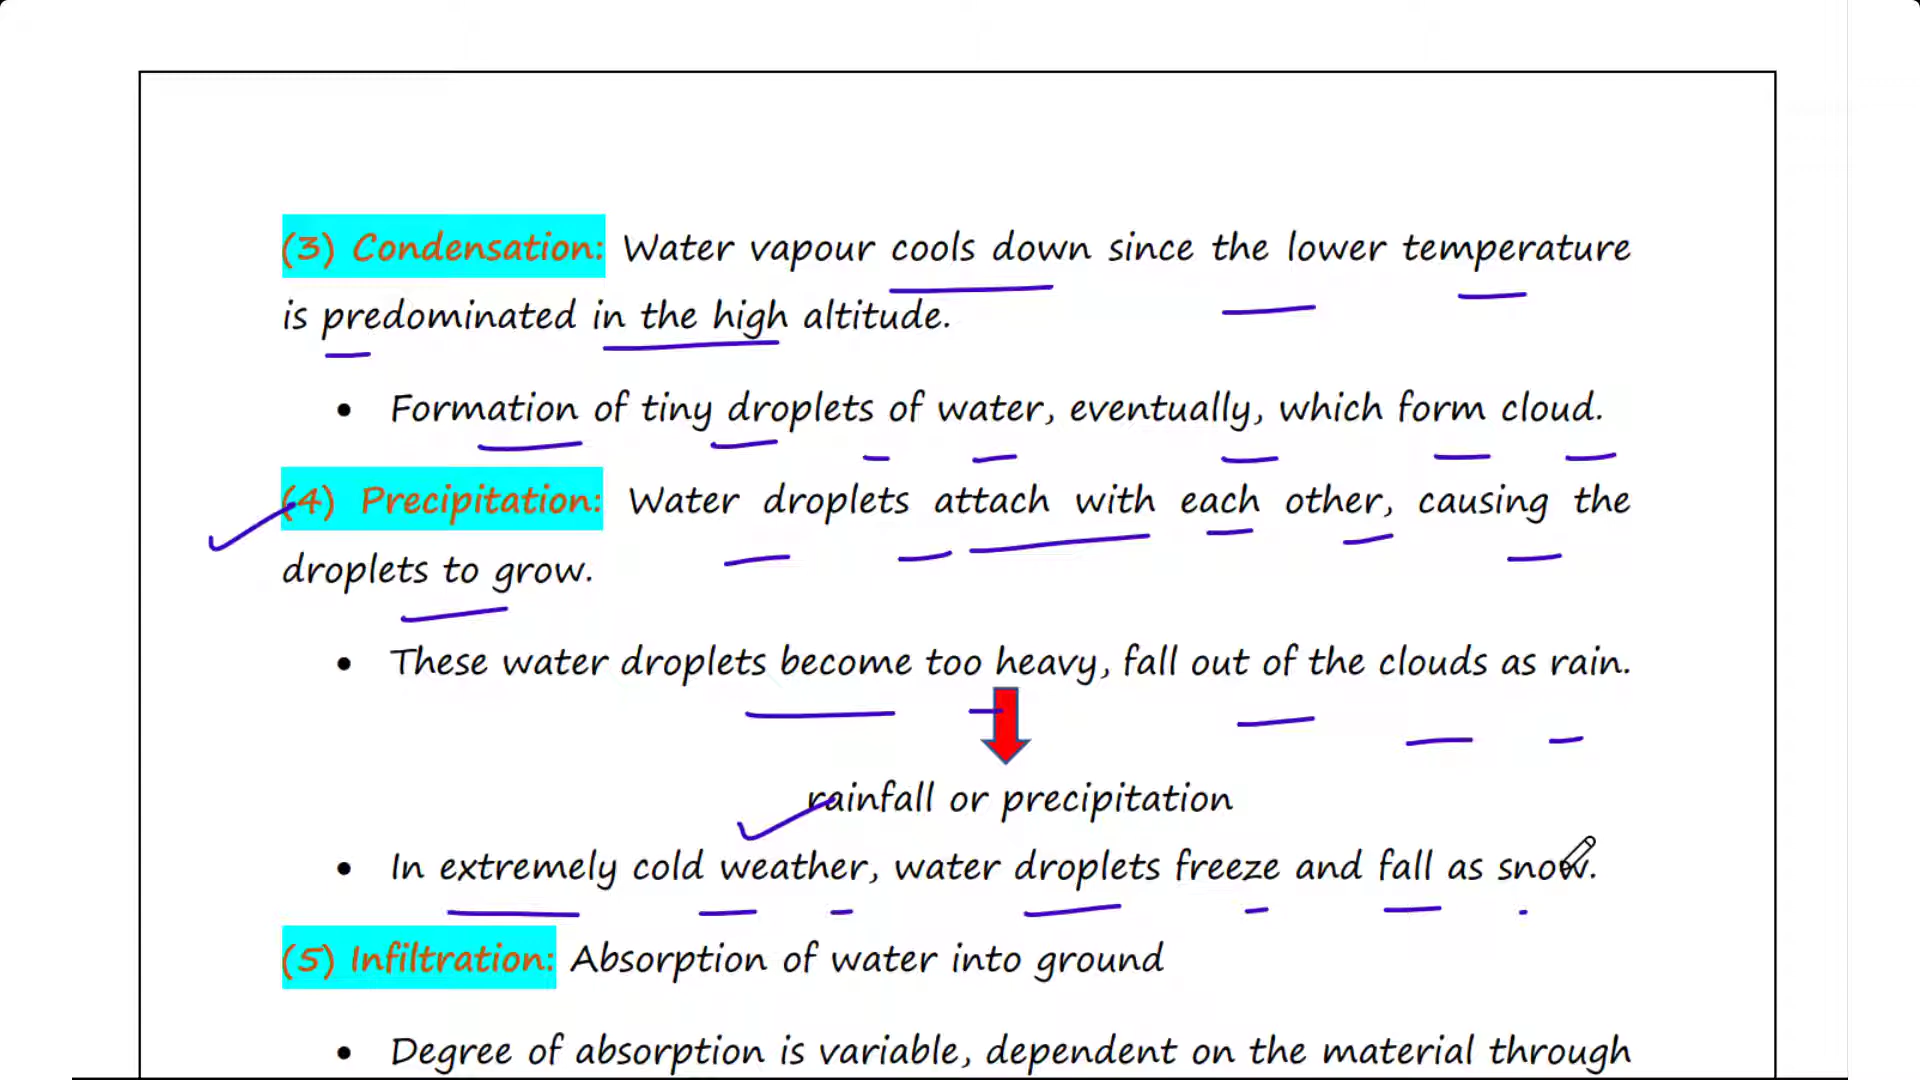 (3) Condensation: Water vapour cools down since the lower temperature
is predominated in the high altitude.
• Formation of tiny droplets of water, eventually, which form cloud.
(4) Precipitation: Water droplets attach with each other, causing the
droplets to grow.
• These water droplets become too heavy, fall out of the clouds as rain.
rainfall or precipitation
• In extremely cold weather, water droplets freeze and fall as snow.
(5) Infiltration: Absorption of water into ground
• Degree of absorption is variable, dependent on the material through